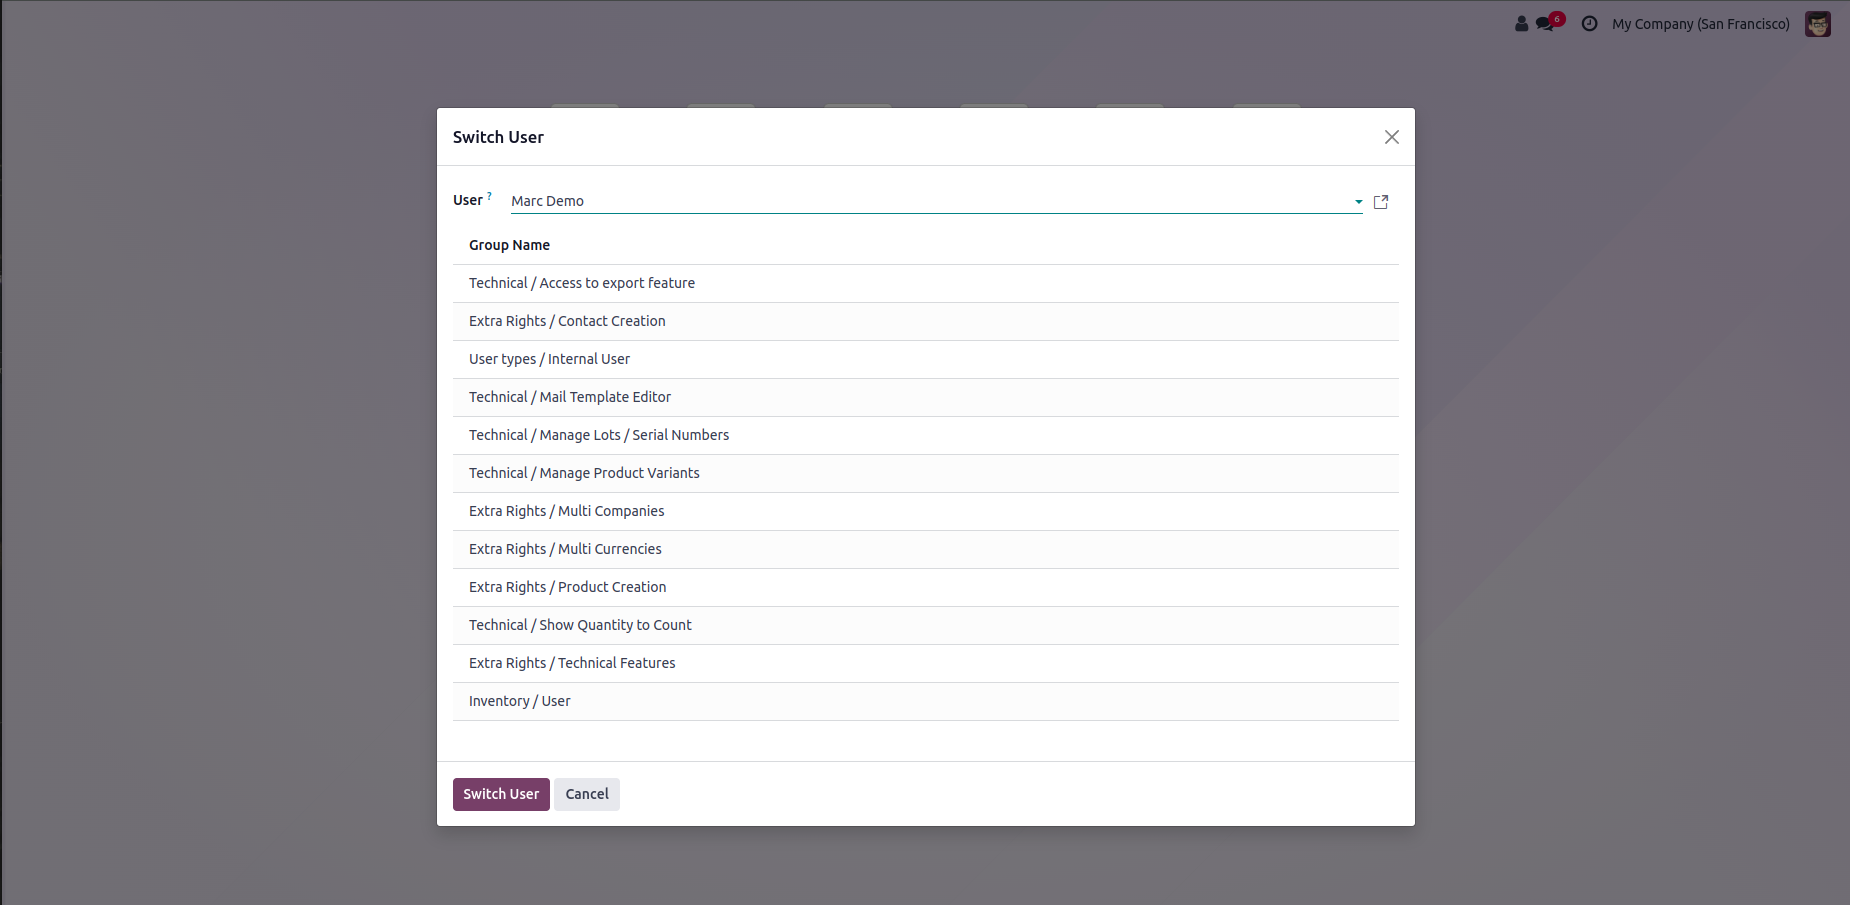 6
My Company (San Francisco)
Switch User
User ?
Marc Demo
Group Name
Technical / Access to export feature
Extra Rights / Contact Creation
User types / Internal User
Technical / Mail Template Editor
Technical / Manage Lots / Serial Numbers
Technical / Manage Product Variants
Extra Rights / Multi Companies
Extra Rights / Multi Currencies
Extra Rights / Product Creation
Technical / Show Quantity to Count
Extra Rights / Technical Features
Inventory / User
Switch User
Cancel